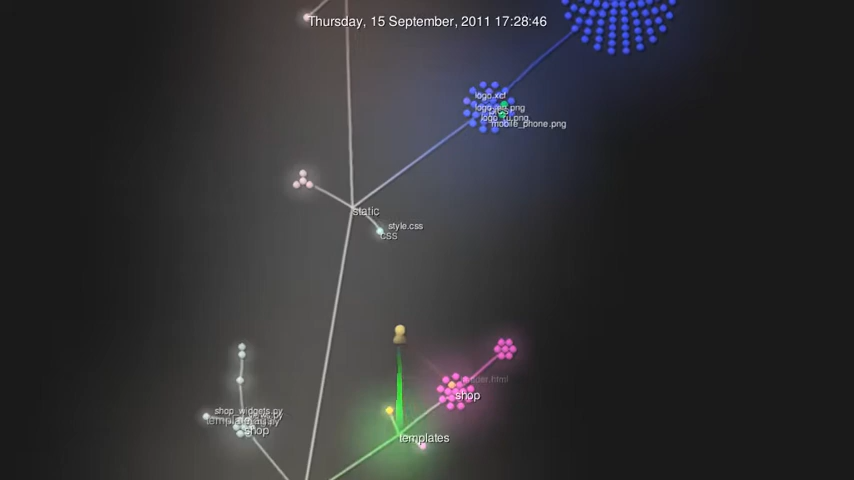 Thursday, 15 September, 2011 17:28:46
logo.xcf
mobile_phone.png
static
style.css
css
shop
shop_widgets.py
shop
templates